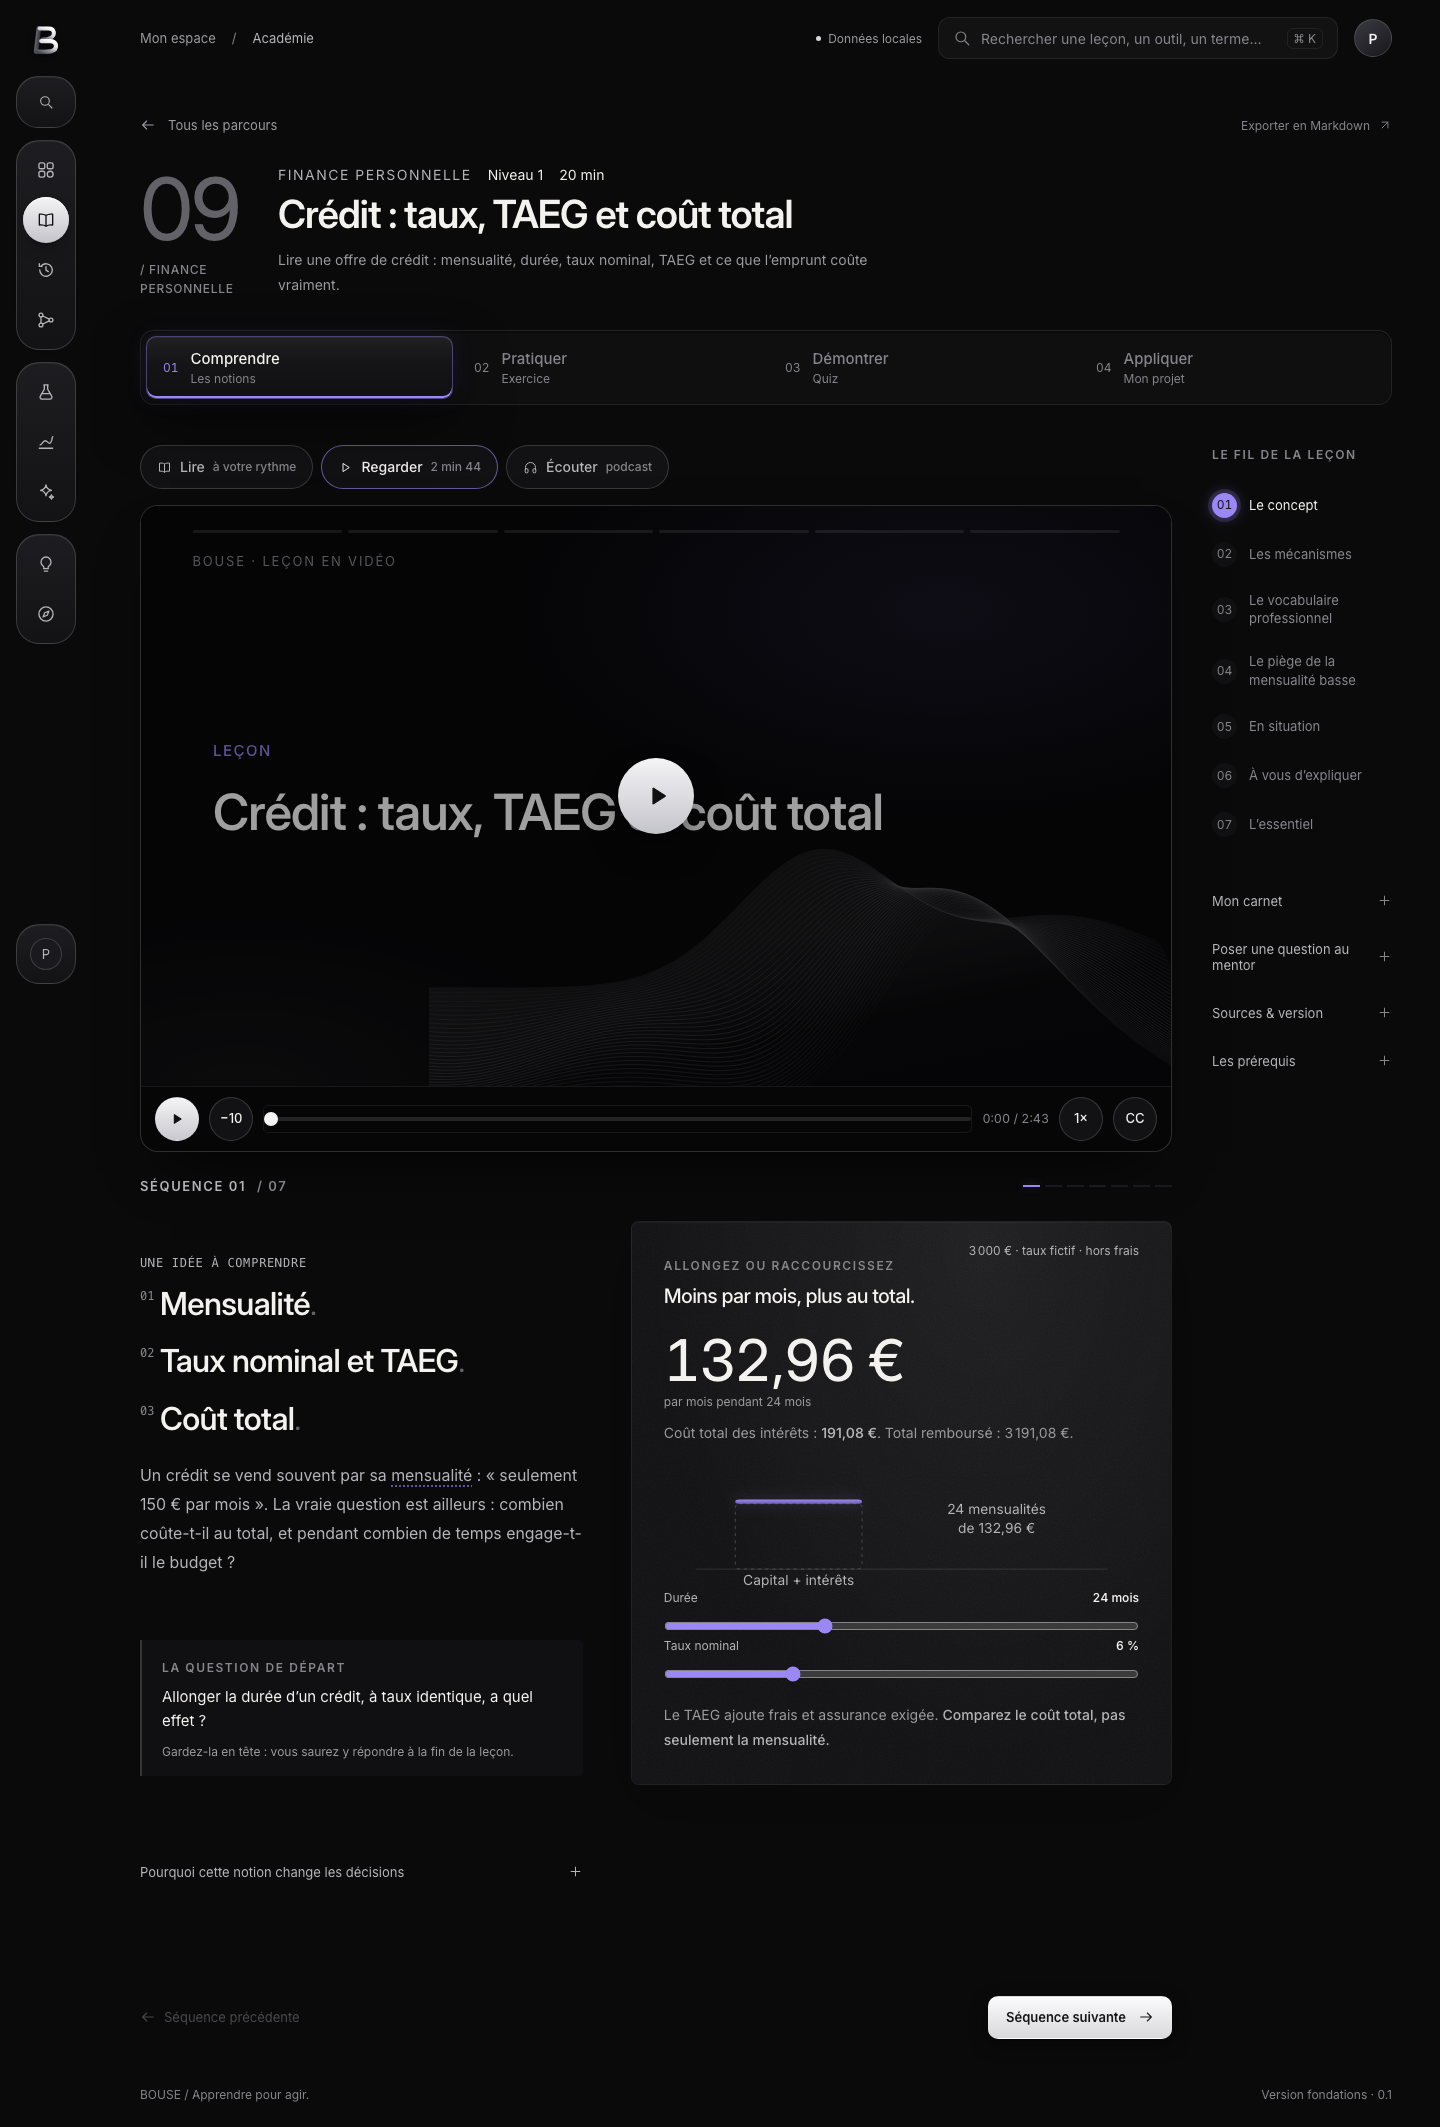 B
Mon espace / Académie
Données locales
Rechercher une leçon, un outil, un terme...
⌘ K
P
Tous les parcours
Exporter en Markdown
09
/ FINANCE
PERSONNELLE
FINANCE PERSONNELLE Niveau 1 20 min
Crédit : taux, TAEG et coût total
Lire une offre de crédit : mensualité, durée, taux nominal, TAEG et ce que l’emprunt coûte
vraiment.
01 Comprendre
Les notions
02 Pratiquer
Exercice
03 Démontrer
Quiz
04 Appliquer
Mon projet
Lire à votre rythme
Regarder 2 min 44
Écouter podcast
BOUSE · LEÇON EN VIDÉO
LEÇON
Crédit : taux, TAEG coût total
−10
0:00 / 2:43
1×
CC
LE FIL DE LA LEÇON
01 Le concept
02 Les mécanismes
03 Le vocabulaire
professionnel
04 Le piège de la
mensualité basse
05 En situation
06 À vous d’expliquer
07 L’essentiel
Mon carnet +
Poser une question au
mentor +
Sources & version +
Les prérequis +
P
SÉQUENCE 01 / 07
UNE IDÉE À COMPRENDRE
01 Mensualité.
02 Taux nominal et TAEG.
03 Coût total.
Un crédit se vend souvent par sa mensualité : « seulement
150 € par mois ». La vraie question est ailleurs : combien
coûte-t-il au total, et pendant combien de temps engage-t-
il le budget ?
LA QUESTION DE DÉPART
Allonger la durée d’un crédit, à taux identique, a quel
effet ?
Gardez-la en tête : vous saurez y répondre à la fin de la leçon.
Pourquoi cette notion change les décisions +
3 000 € · taux fictif · hors frais
ALLONGEZ OU RACCOURCISSEZ
Moins par mois, plus au total.
132,96 €
par mois pendant 24 mois
Coût total des intérêts : 191,08 €. Total remboursé : 3 191,08 €.
24 mensualités
de 132,96 €
Capital + intérêts
Durée 24 mois
Taux nominal 6 %
Le TAEG ajoute frais et assurance exigée. Comparez le coût total, pas
seulement la mensualité.
Séquence précédente
Séquence suivante
BOUSE / Apprendre pour agir.
Version fondations · 0.1